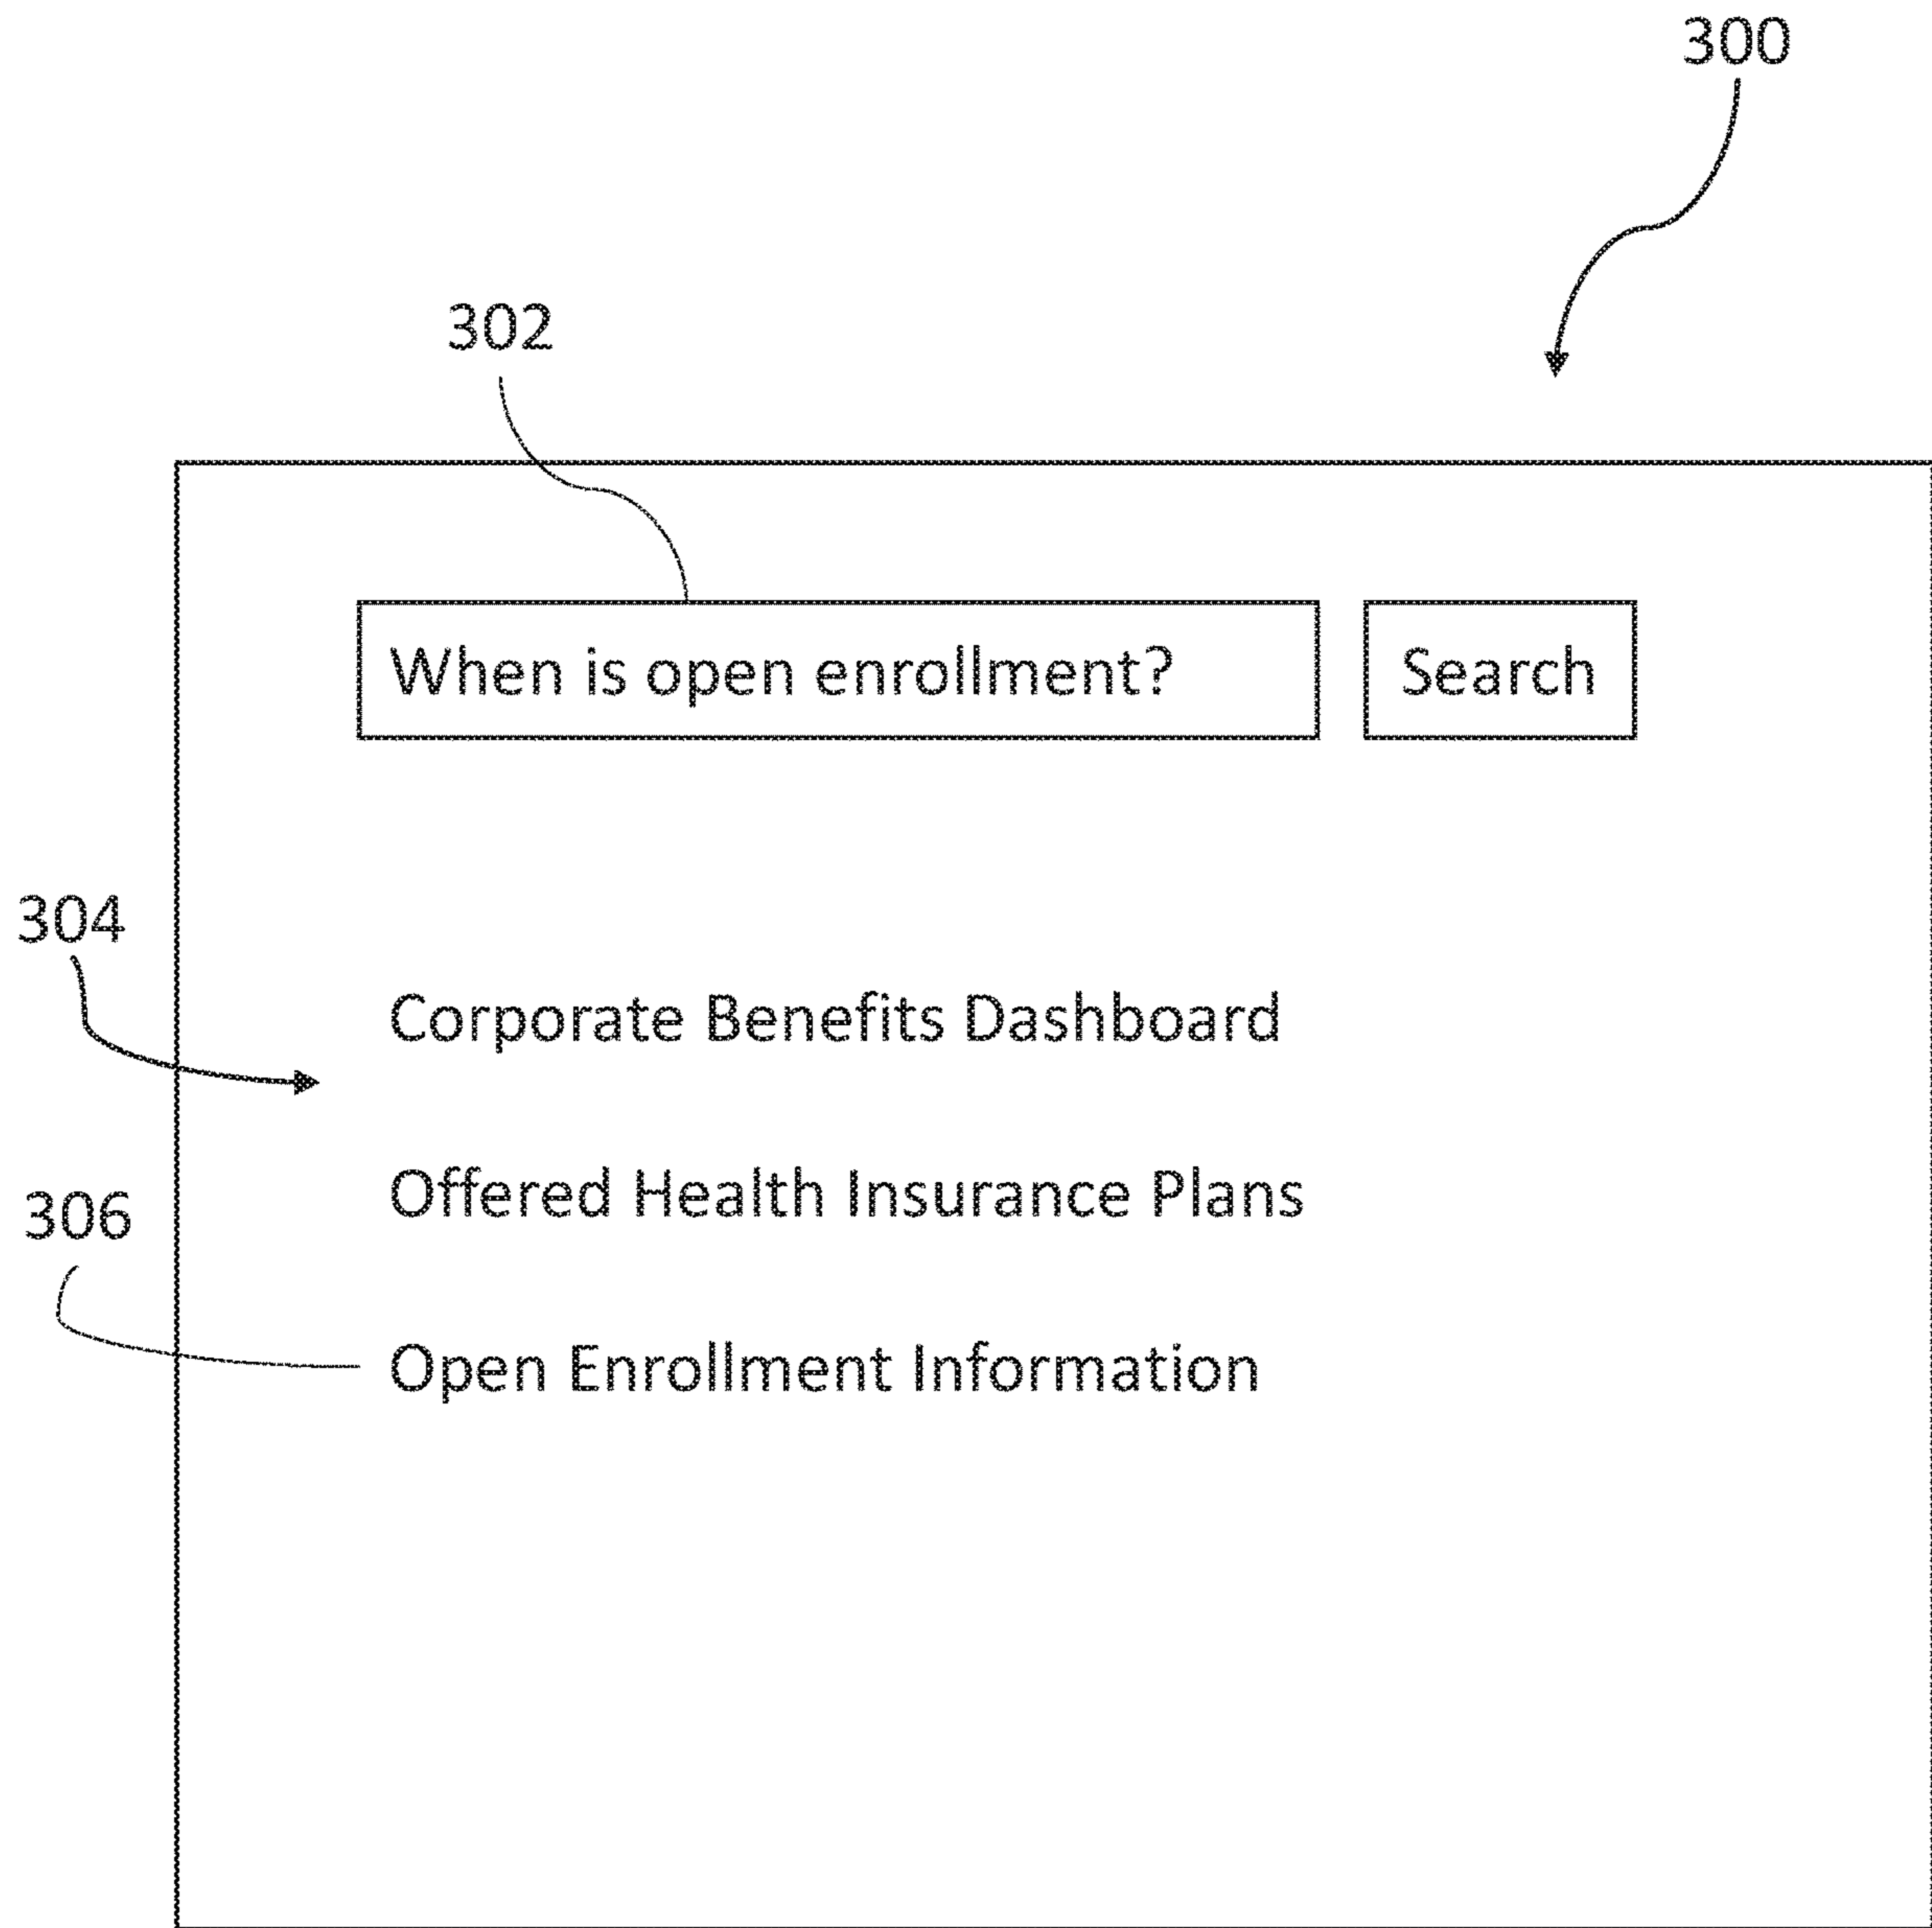 300
302
When is open enrollment? Search
304
Corporate Benefits Dashboard
Offered Health Insurance Plans
306
Open Enrollment Information